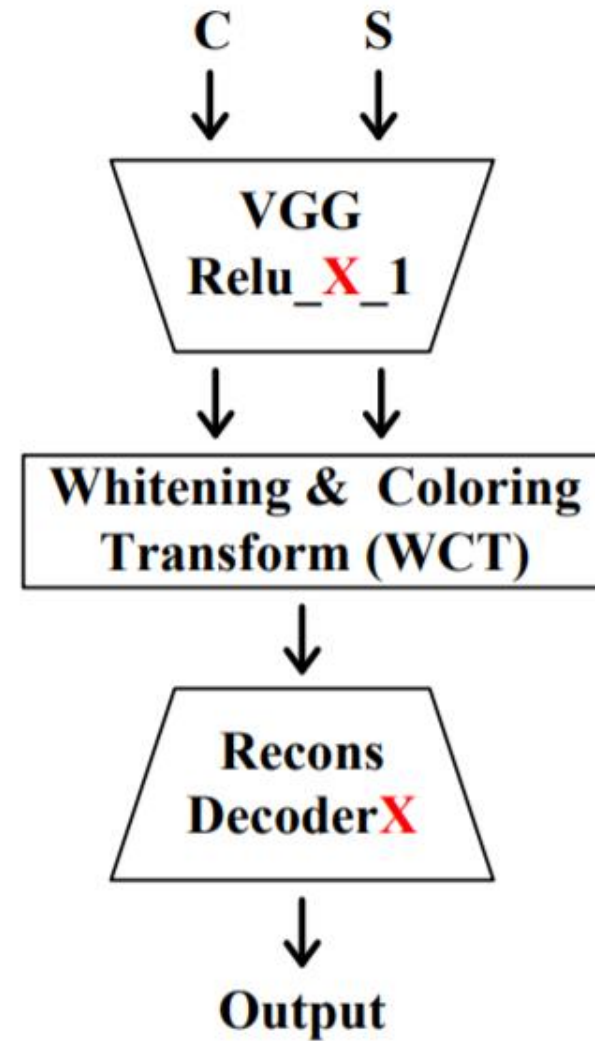 C S
VGG
Relu_X_1
Whitening & Coloring
Transform (WCT)
Recons
DecoderX
Output